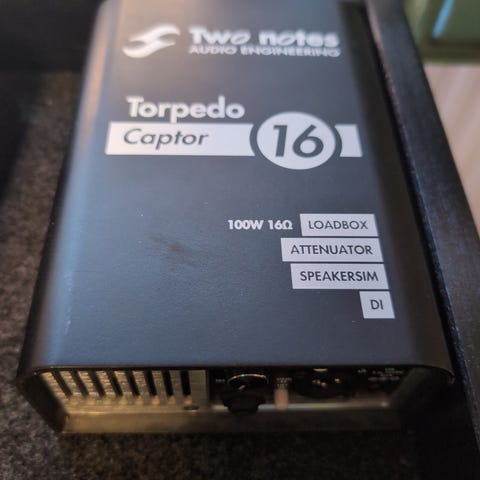 Two notes
AUDIO ENGINEERING
Torpedo
Captor 16
100W 16Ω LOADBOX
ATTENUATOR
SPEAKERSIM
DI